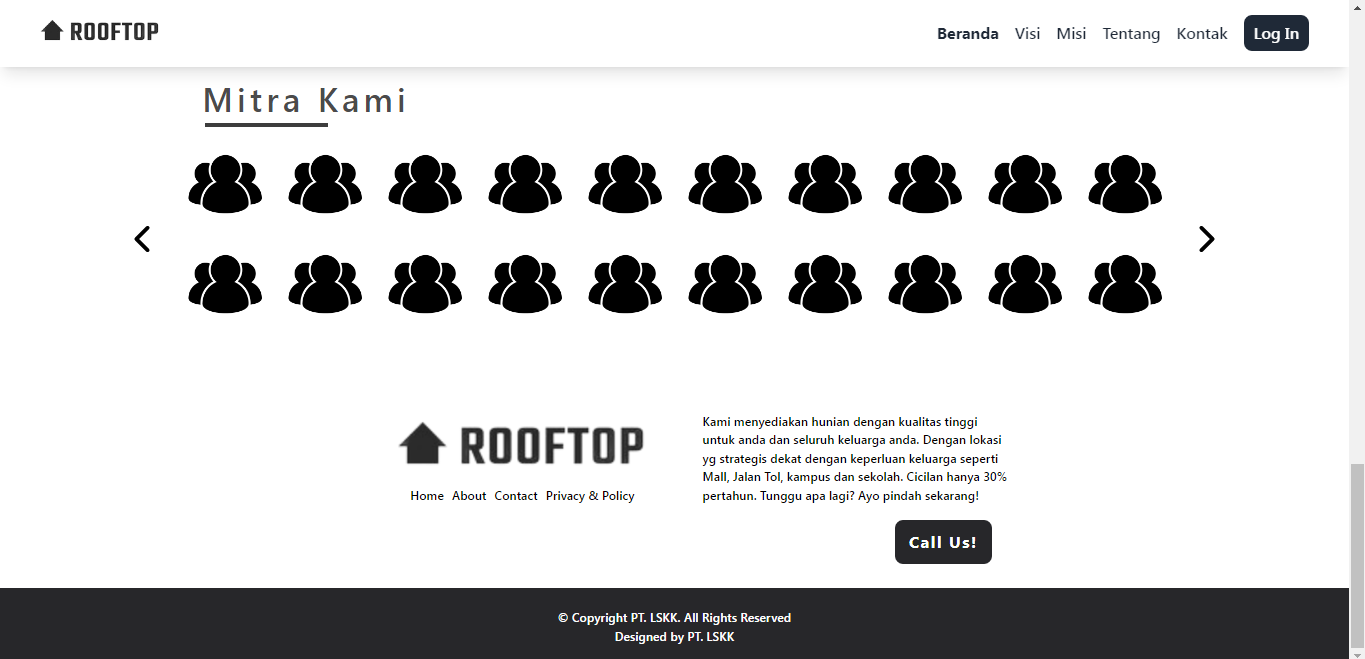 ROOFTOP
Beranda Visi Misi Tentang Kontak Log In
Mitra Kami
ROOFTOP
Home About Contact Privacy & Policy
Kami menyediakan hunian dengan kualitas tinggi
untuk anda dan seluruh keluarga anda. Dengan lokasi
yg strategis dekat dengan keperluan keluarga seperti
Mall, Jalan Tol, kampus dan sekolah. Cicilan hanya 30%
pertahun. Tunggu apa lagi? Ayo pindah sekarang!
Call Us!
© Copyright PT. LSKK. All Rights Reserved
Designed by PT. LSKK